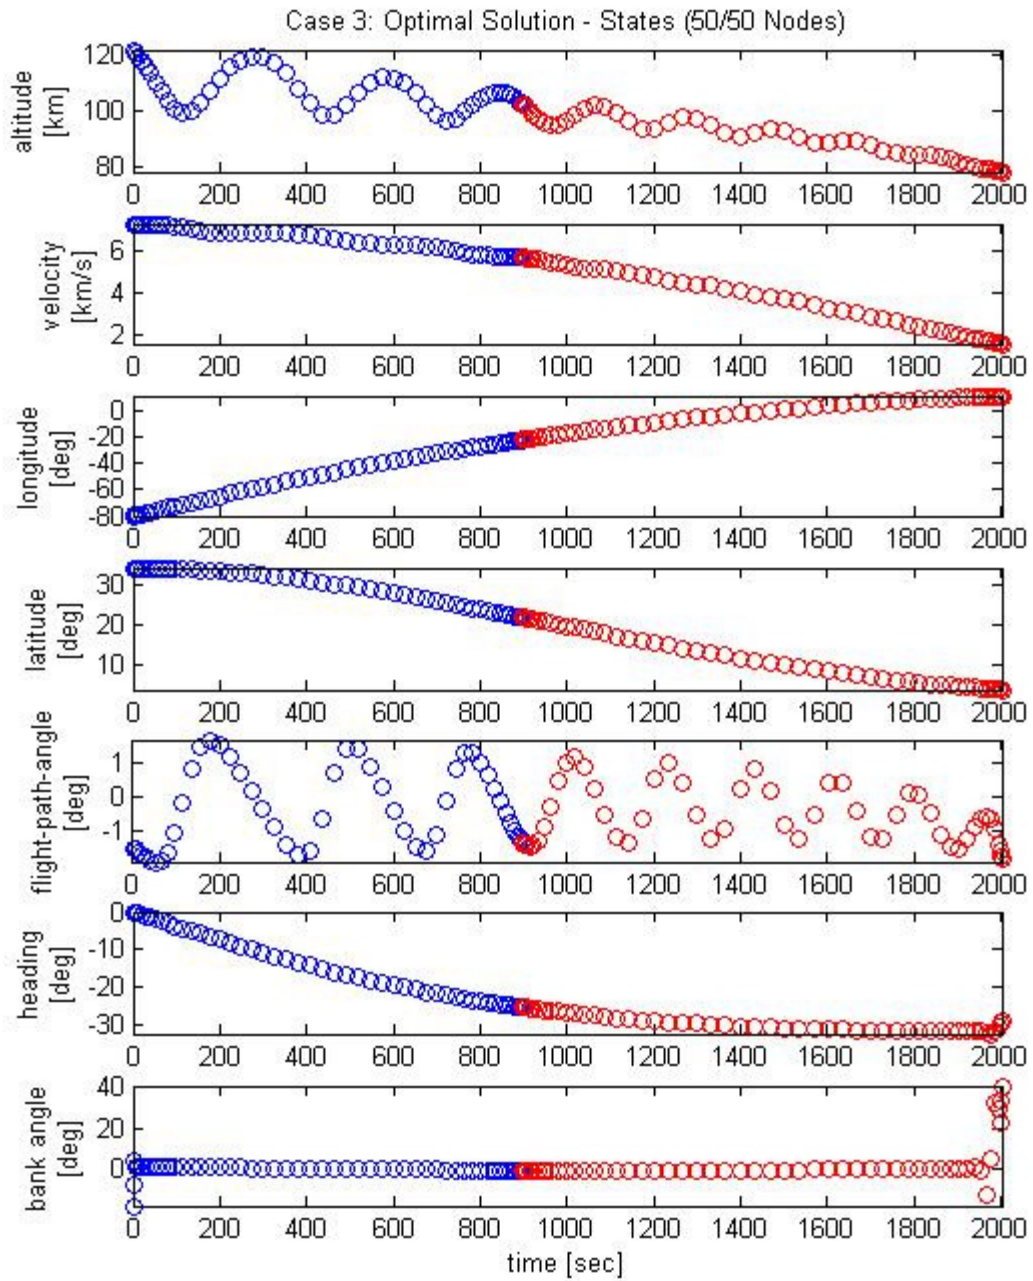 Case 3: Optimal Solution - States (50/50 Nodes)
altitude
[km]
120
100
80
0 200 400 600 800 1000 1200 1400 1600 1800 2000
velocity
[km/s]
6
4
2
0 200 400 600 800 1000 1200 1400 1600 1800 2000
longitude
[deg]
0
-20
-40
-60
-80
0 200 400 600 800 1000 1200 1400 1600 1800 2000
latitude
[deg]
30
20
10
0 200 400 600 800 1000 1200 1400 1600 1800 2000
flight-path-angle
[deg]
1
0
-1
0 200 400 600 800 1000 1200 1400 1600 1800 2000
heading
[deg]
0
-10
-20
-30
0 200 400 600 800 1000 1200 1400 1600 1800 2000
bank angle
[deg]
40
20
0
0 200 400 600 800 1000 1200 1400 1600 1800 2000
time [sec]